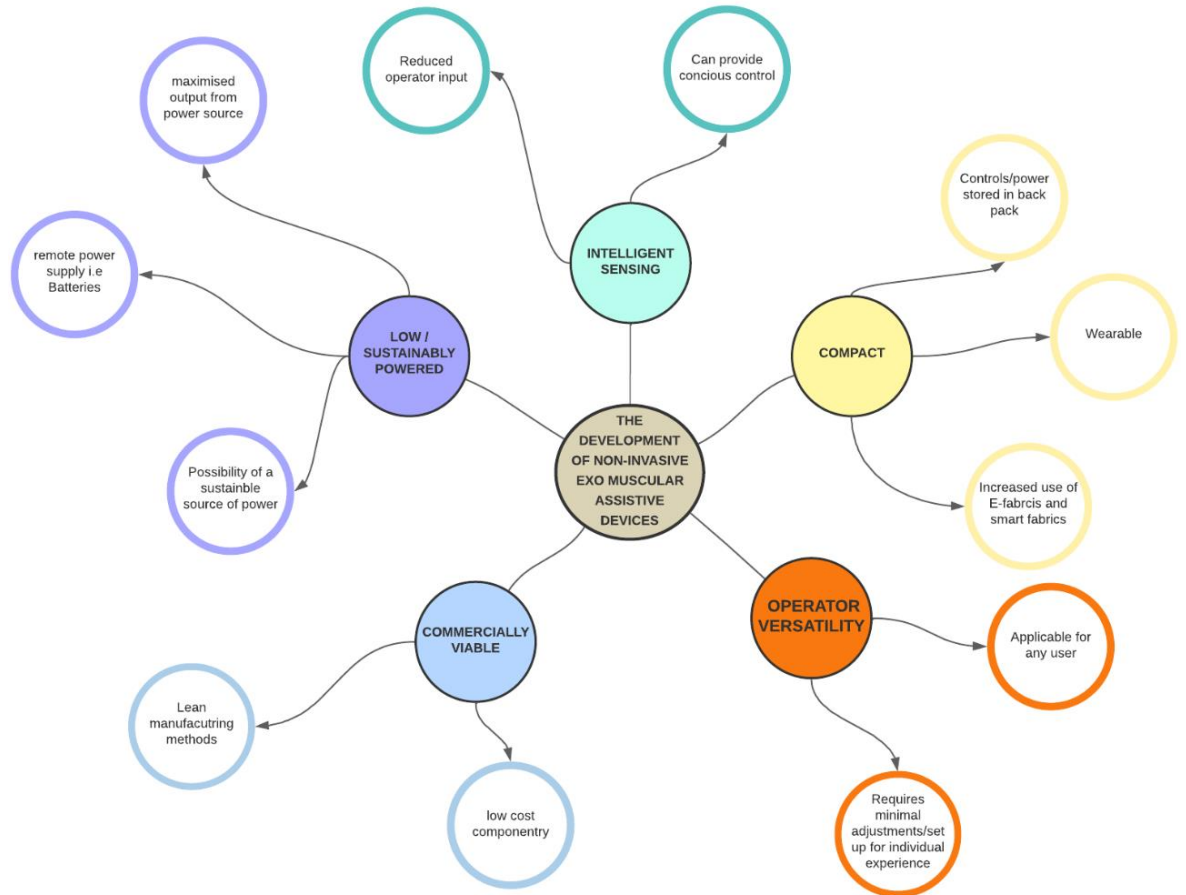 Reduced
operator input
Can provide
concious control
maximised
output from
power source
Controls/power
stored in back
pack
remote power
supply i.e
Batteries
INTELLIGENT
SENSING
LOW /
SUSTAINABLY
POWERED
COMPACT
Wearable
THE
DEVELOPMENT
OF NON-INVASIVE
EXO MUSCULAR
ASSISTIVE
DEVICES
Possibility of a
sustainble
source of power
Increased use of
E-fabrcis and
smart fabrics
COMMERCIALLY
VIABLE
OPERATOR
VERSATILITY
Applicable for
any user
Lean
manufacutring
methods
low cost
componentry
Requires
minimal
adjustments/set
up for individual
experience